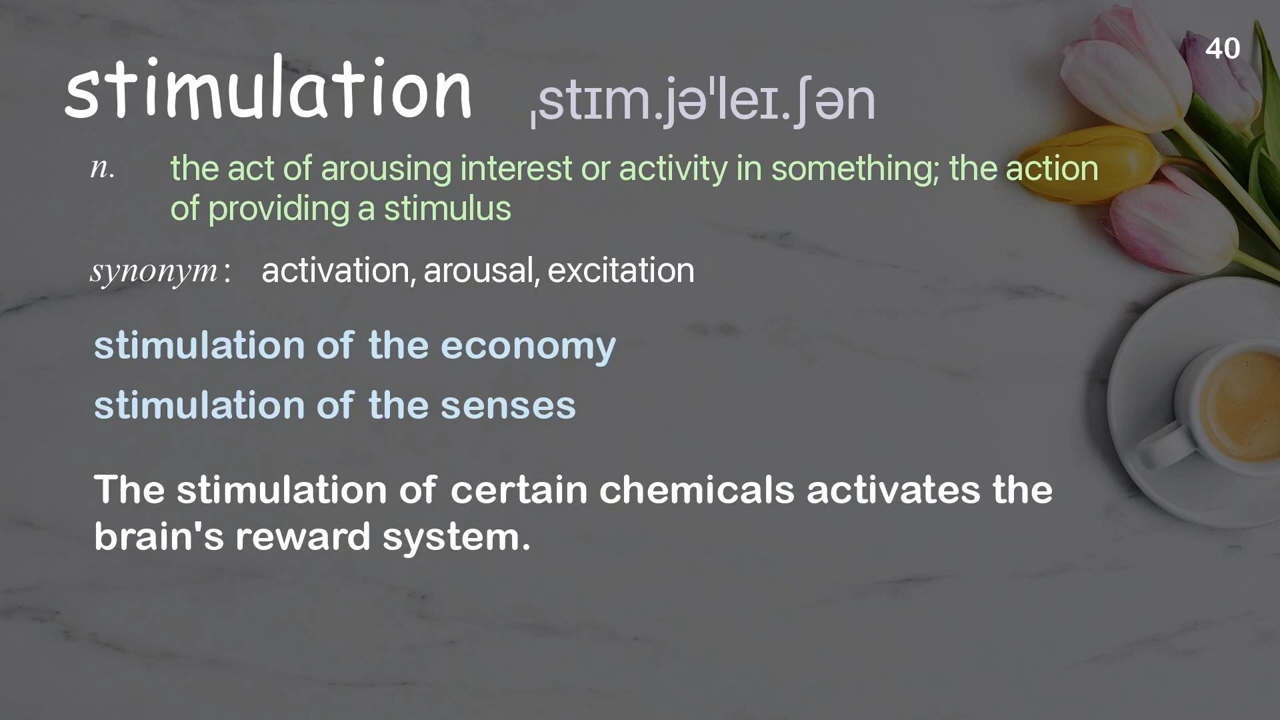 40
stimulation ˌstɪm.jəˈleɪ.ʃən
n. the act of arousing interest or activity in something; the action
of providing a stimulus
synonym: activation, arousal, excitation
stimulation of the economy
stimulation of the senses
The stimulation of certain chemicals activates the
brain's reward system.